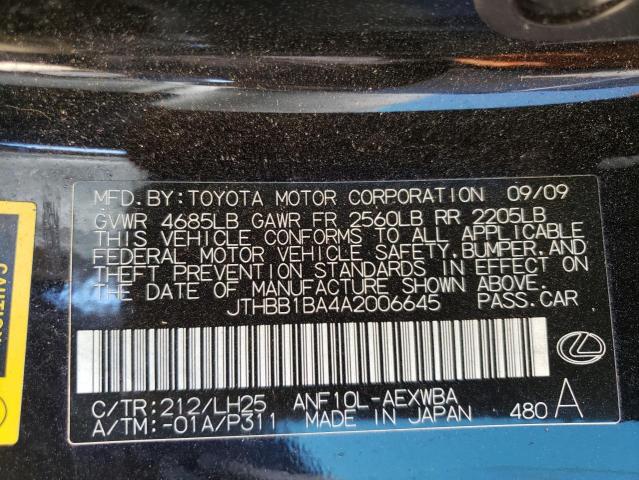 MFD.BY:TOYOTA MOTOR CORPORATION 09/09
GVWR 4685LB GAWR FR 2560LB RR 2205LB
THIS VEHICLE CONFORMS TO ALL APPLICABLE
FEDERAL MOTOR VEHICLE SAFETY,BUMPER,AND
THEFT PREVENTION STANDARDS IN EFFECT ON
THE DATE OF MANUFACTURE SHOWN ABOVE.
JTHBB1BA4A2006645 PASS.CAR
C/TR:212/LH25 ANF10L-AEXWBA
A/TM:-01A/P311 MADE IN JAPAN 480 A
CAUTION